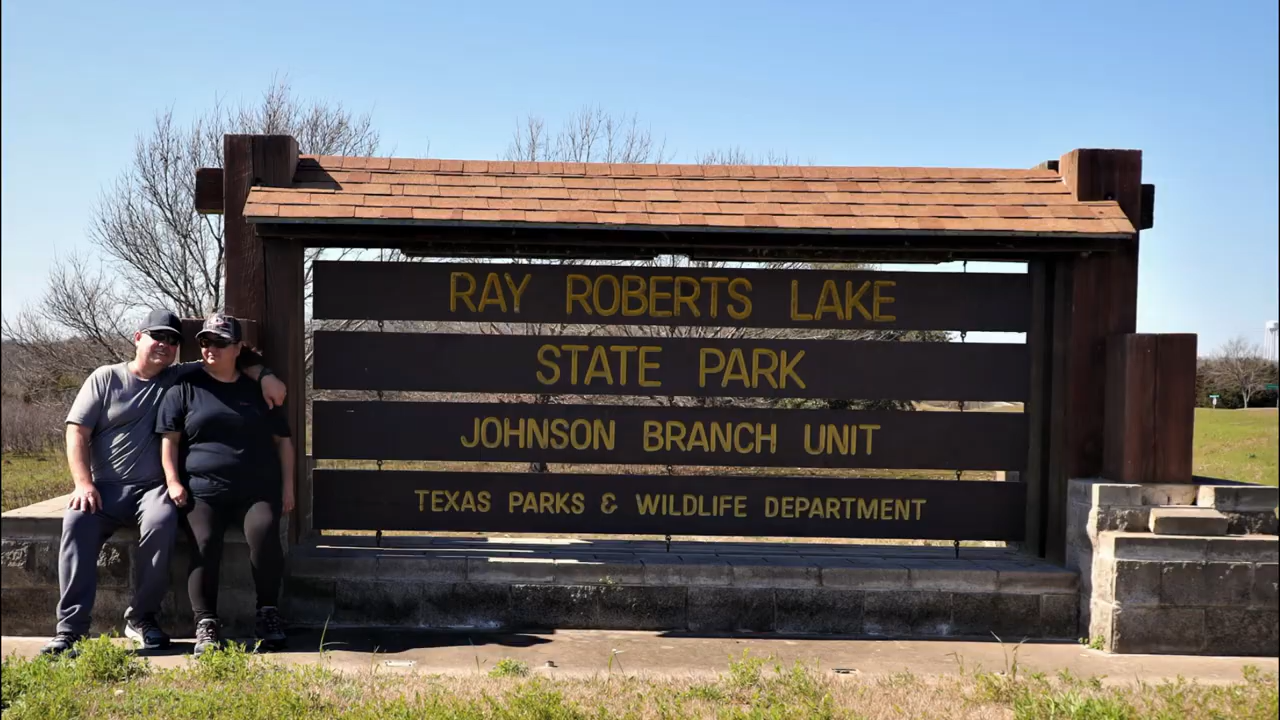 RAY ROBERTS LAKE
STATE PARK
JOHNSON BRANCH UNIT
TEXAS PARKS & WILDLIFE DEPARTMENT